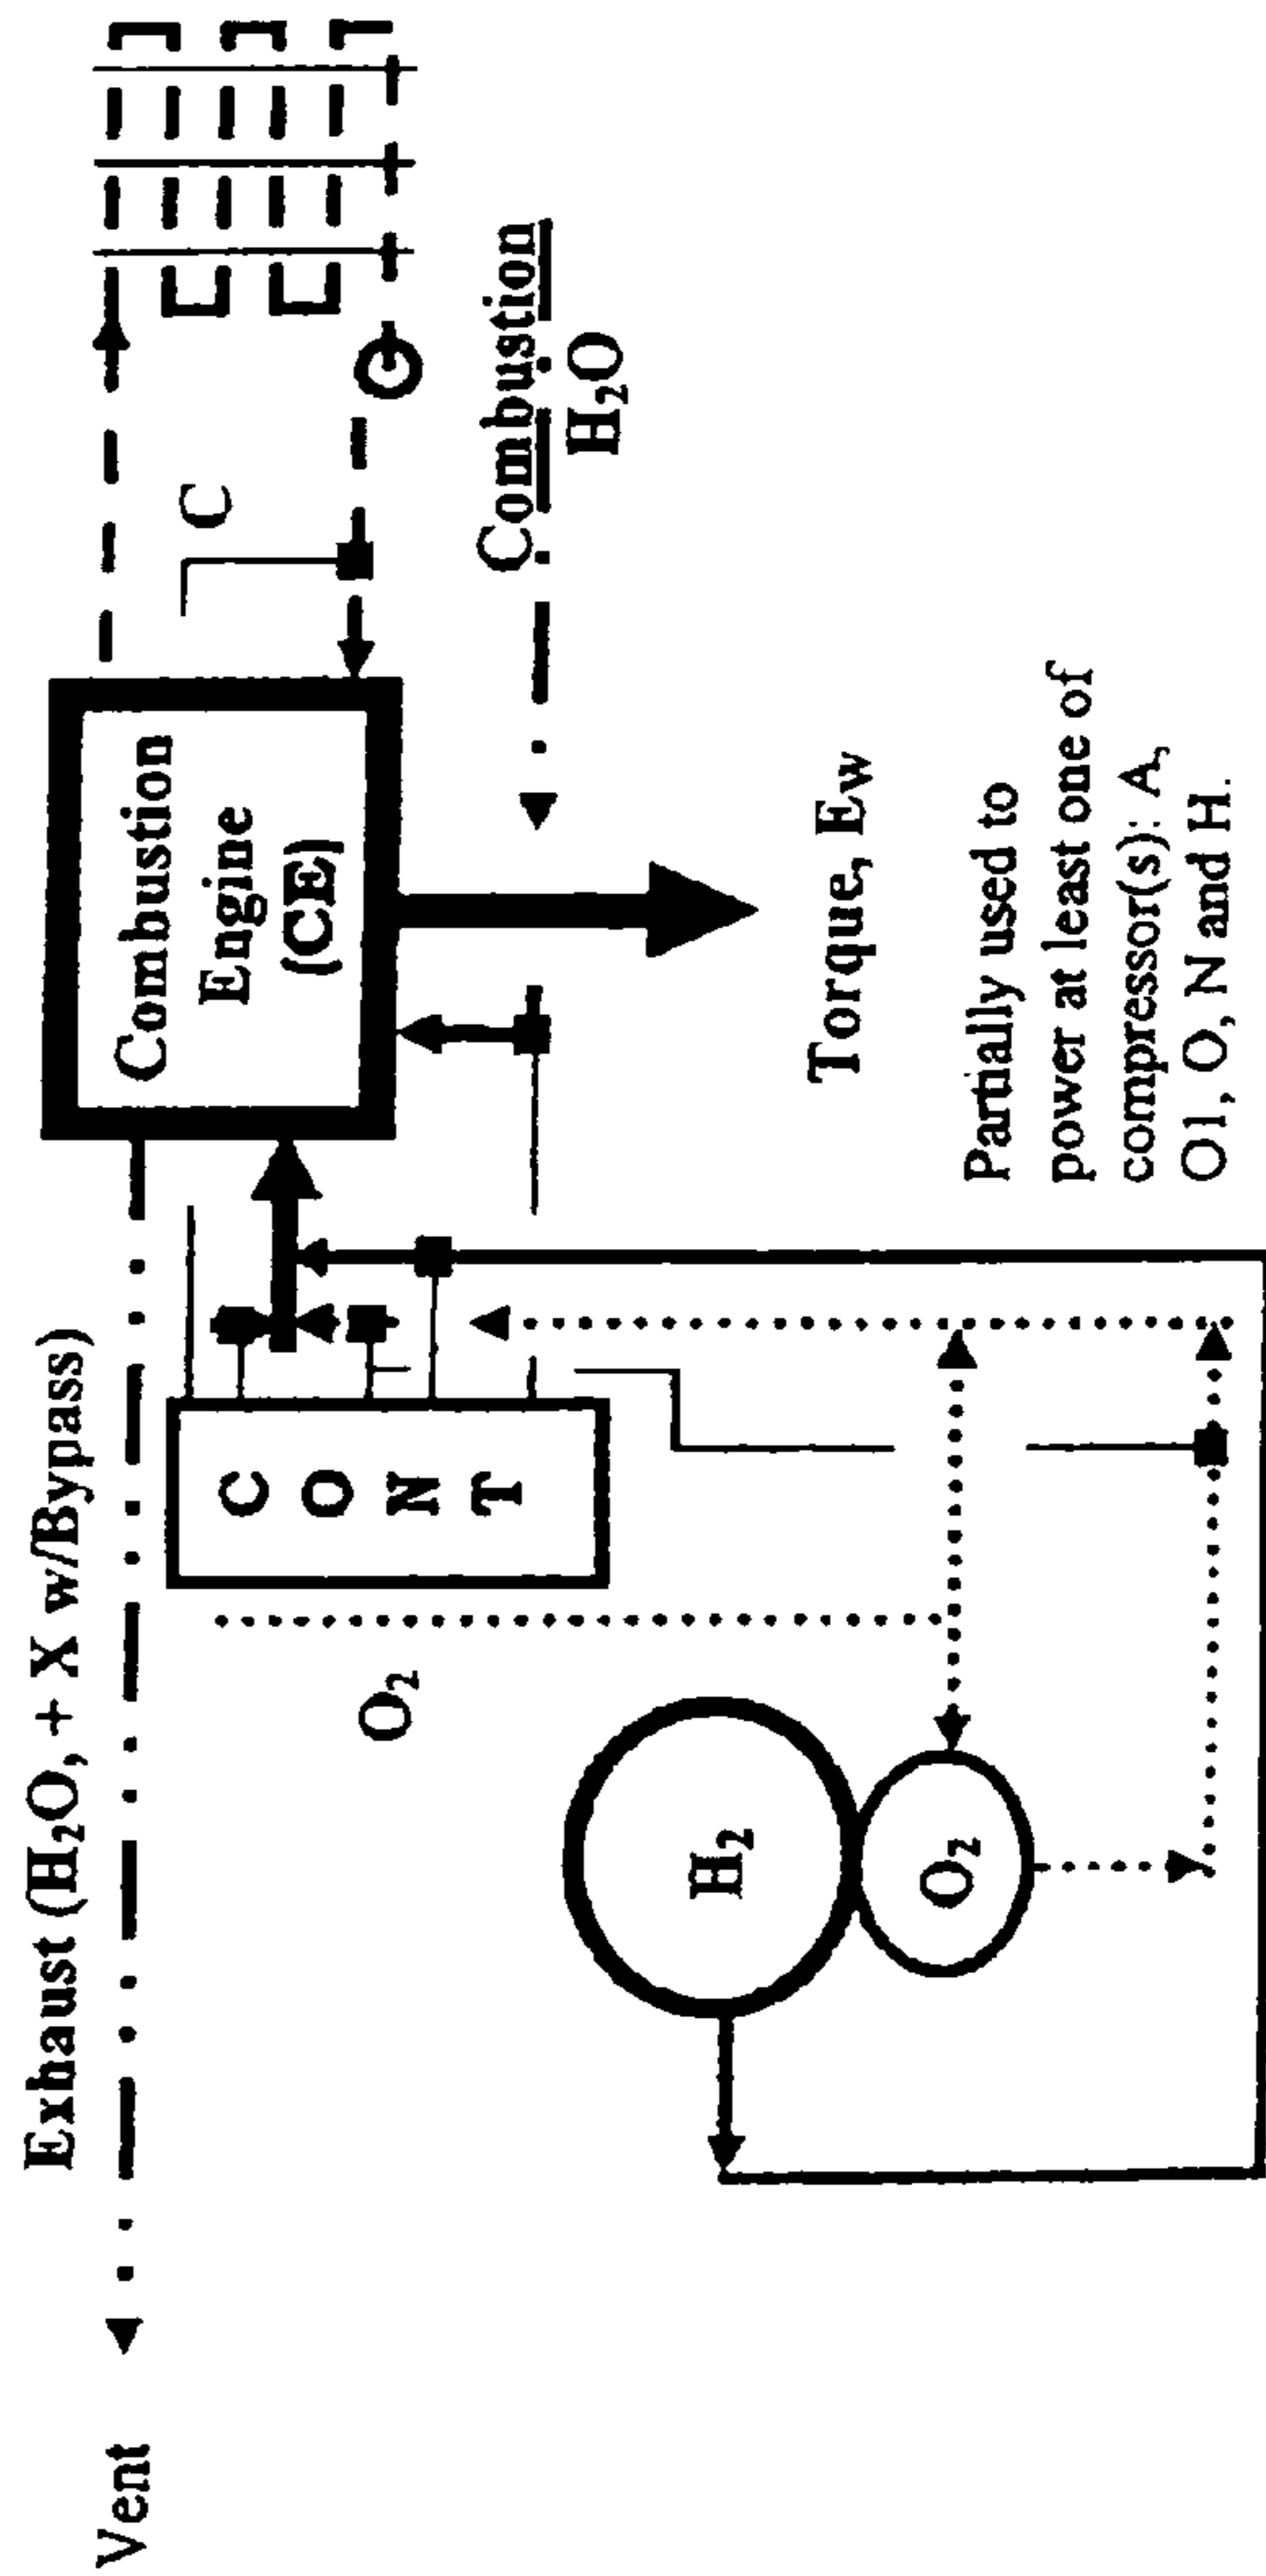 Vent
Exhaust (H₂O, + X w/Bypass)
Combustion
Engine
(CE)
C
Combustion
H₂O
C
O
N
T
O₂
H₂
O₂
Torque, Eᴡ
Partially used to
power at least one of
compressor(s): A,
O1, O, N and H.